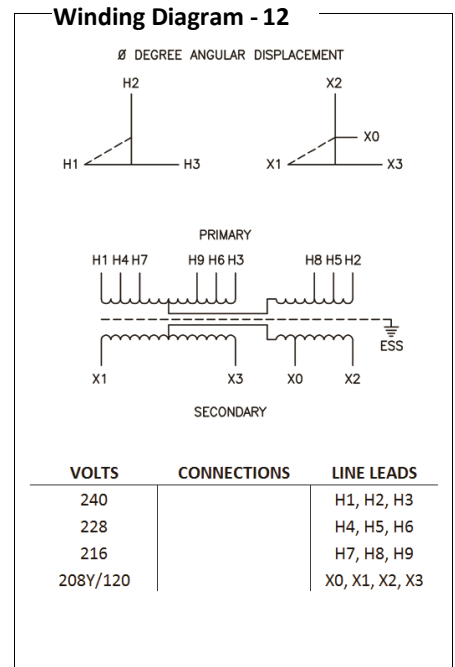 Winding Diagram - 12
Ø DEGREE ANGULAR DISPLACEMENT
H2 X2
X0
H1 H3 X1 X3
PRIMARY
H1 H4 H7 H9 H6 H3 H8 H5 H2
ESS
X1 X3 X0 X2
SECONDARY
VOLTS CONNECTIONS LINE LEADS
240 H1, H2, H3
228 H4, H5, H6
216 H7, H8, H9
208Y/120 X0, X1, X2, X3